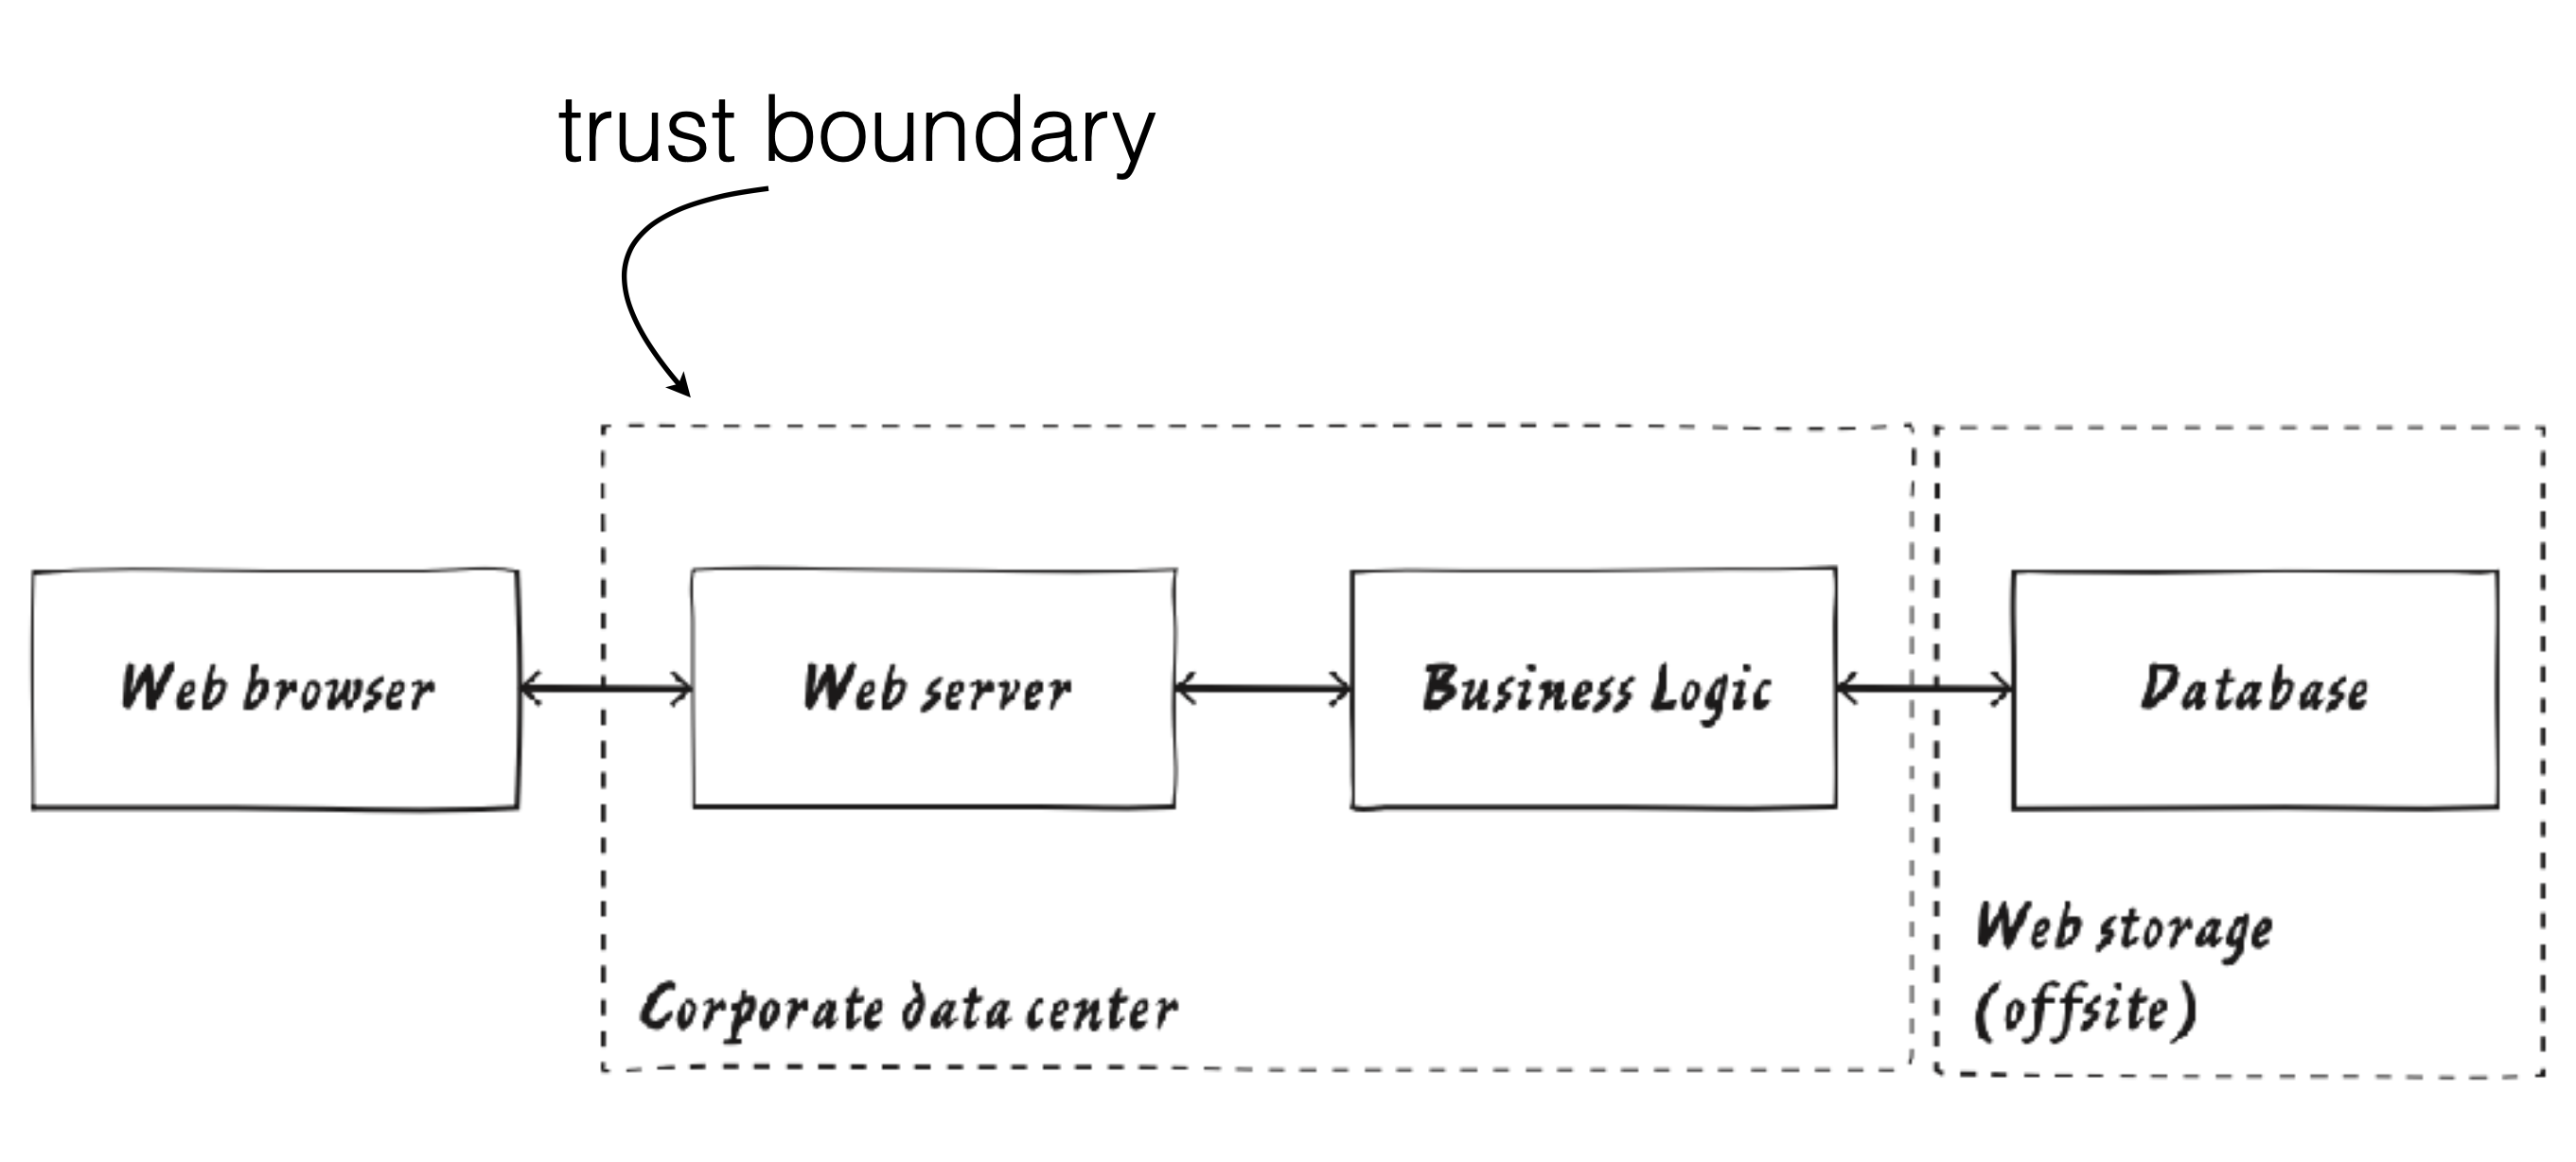 trust boundary
Web browser
Web server
Business Logic
Database
Corporate data center
Web storage
(offsite)